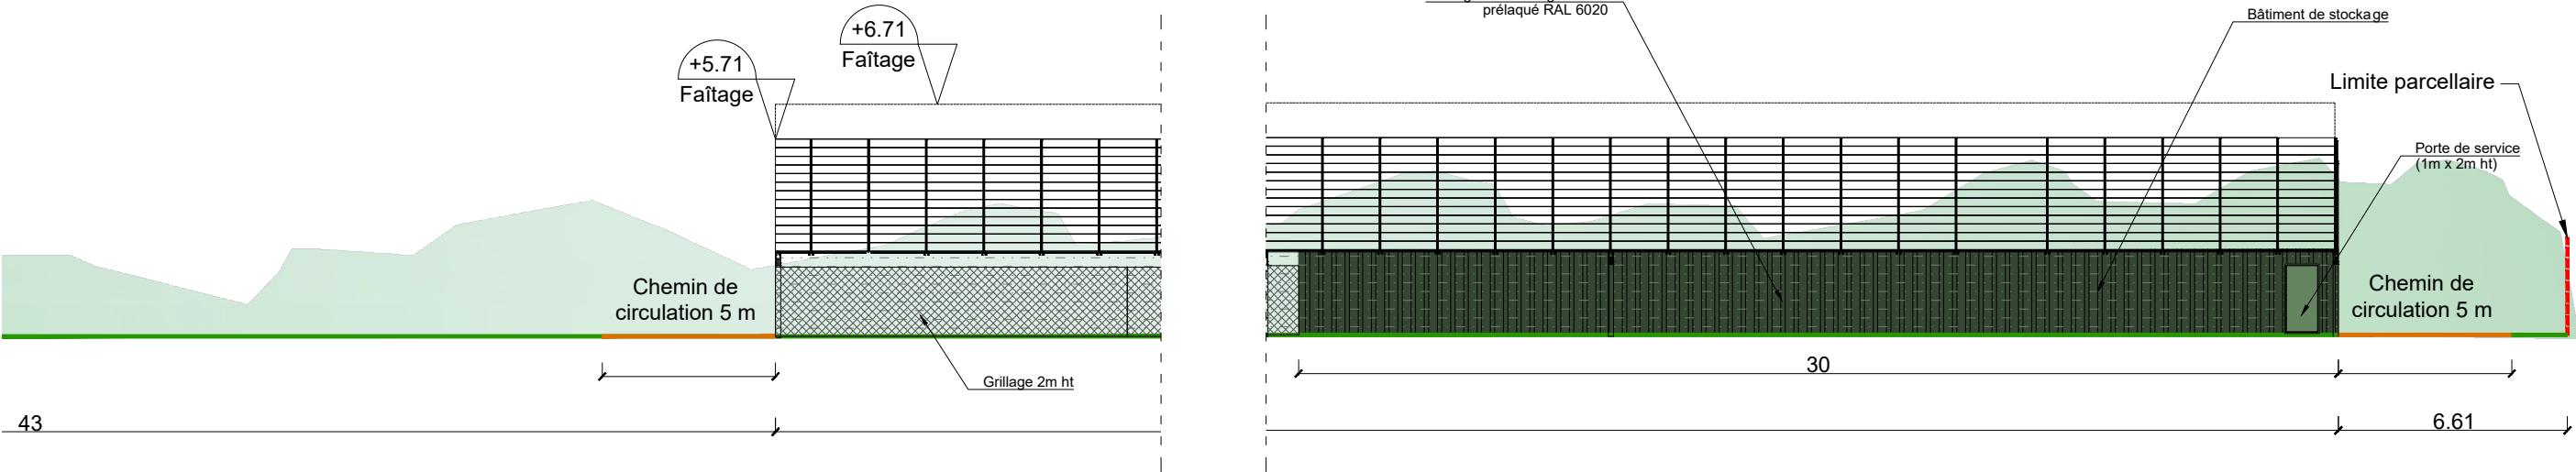 +5.71
Faîtage
+6.71
Faîtage
prélaqué RAL 6020
Bâtiment de stockage
Limite parcellaire
Porte de service
(1m x 2m ht)
Chemin de
circulation 5 m
Chemin de
circulation 5 m
Grillage 2m ht
30
43
6.61